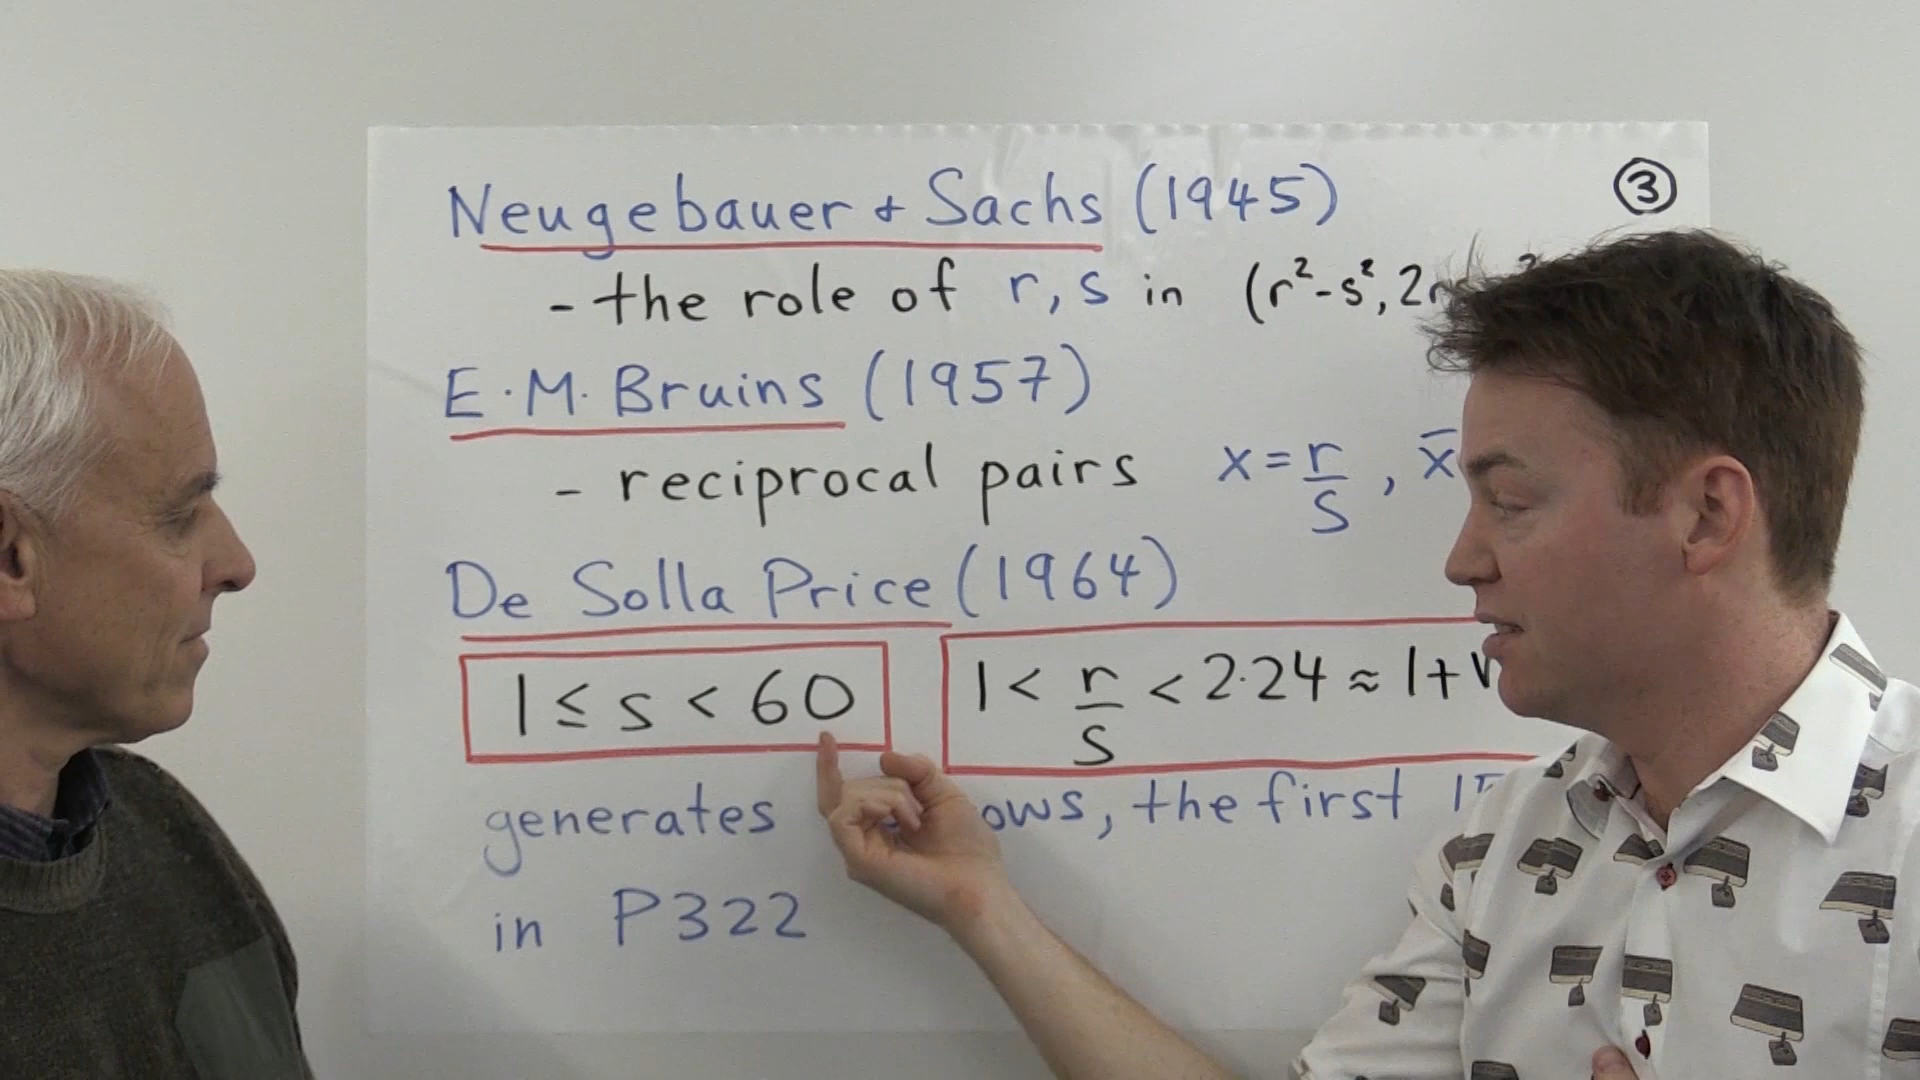 Neugebauer + Sachs (1945)
③
- the role of r, s in (r²-s², 2r
E. M. Bruins (1957)
- reciprocal pairs x = r/s , x̄
De Solla Price (1964)
1 ≤ s < 60
1 < r/s < 2·24 ≈ 1+
generates ows, the first
in P322